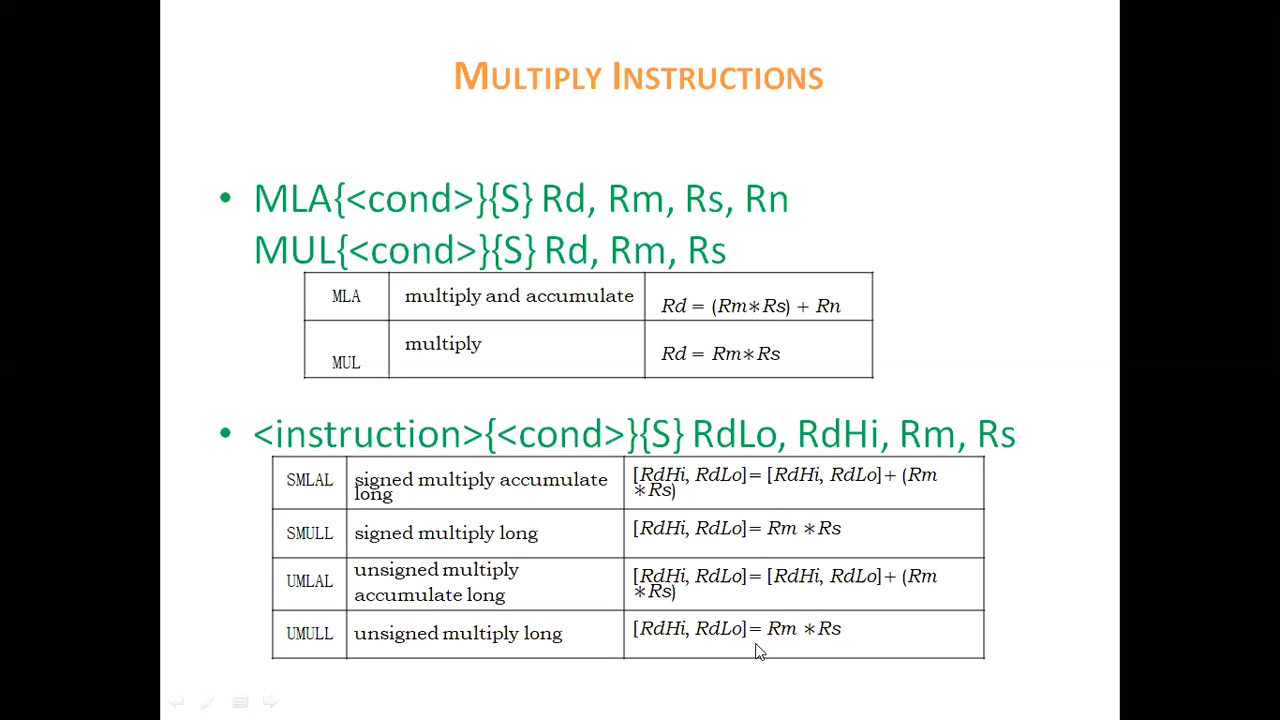 MULTIPLY INSTRUCTIONS
• MLA{<cond>}{S} Rd, Rm, Rs, Rn
MUL{<cond>}{S} Rd, Rm, Rs
MLA multiply and accumulate Rd = (Rm∗Rs) + Rn
MUL multiply Rd = Rm∗Rs
• <instruction>{<cond>}{S} RdLo, RdHi, Rm, Rs
SMLAL signed multiply accumulate long [RdHi, RdLo]= [RdHi, RdLo]+ (Rm ∗Rs)
SMULL signed multiply long [RdHi, RdLo]= Rm ∗Rs
UMLAL unsigned multiply accumulate long [RdHi, RdLo]= [RdHi, RdLo]+ (Rm ∗Rs)
UMULL unsigned multiply long [RdHi, RdLo]= Rm ∗Rs